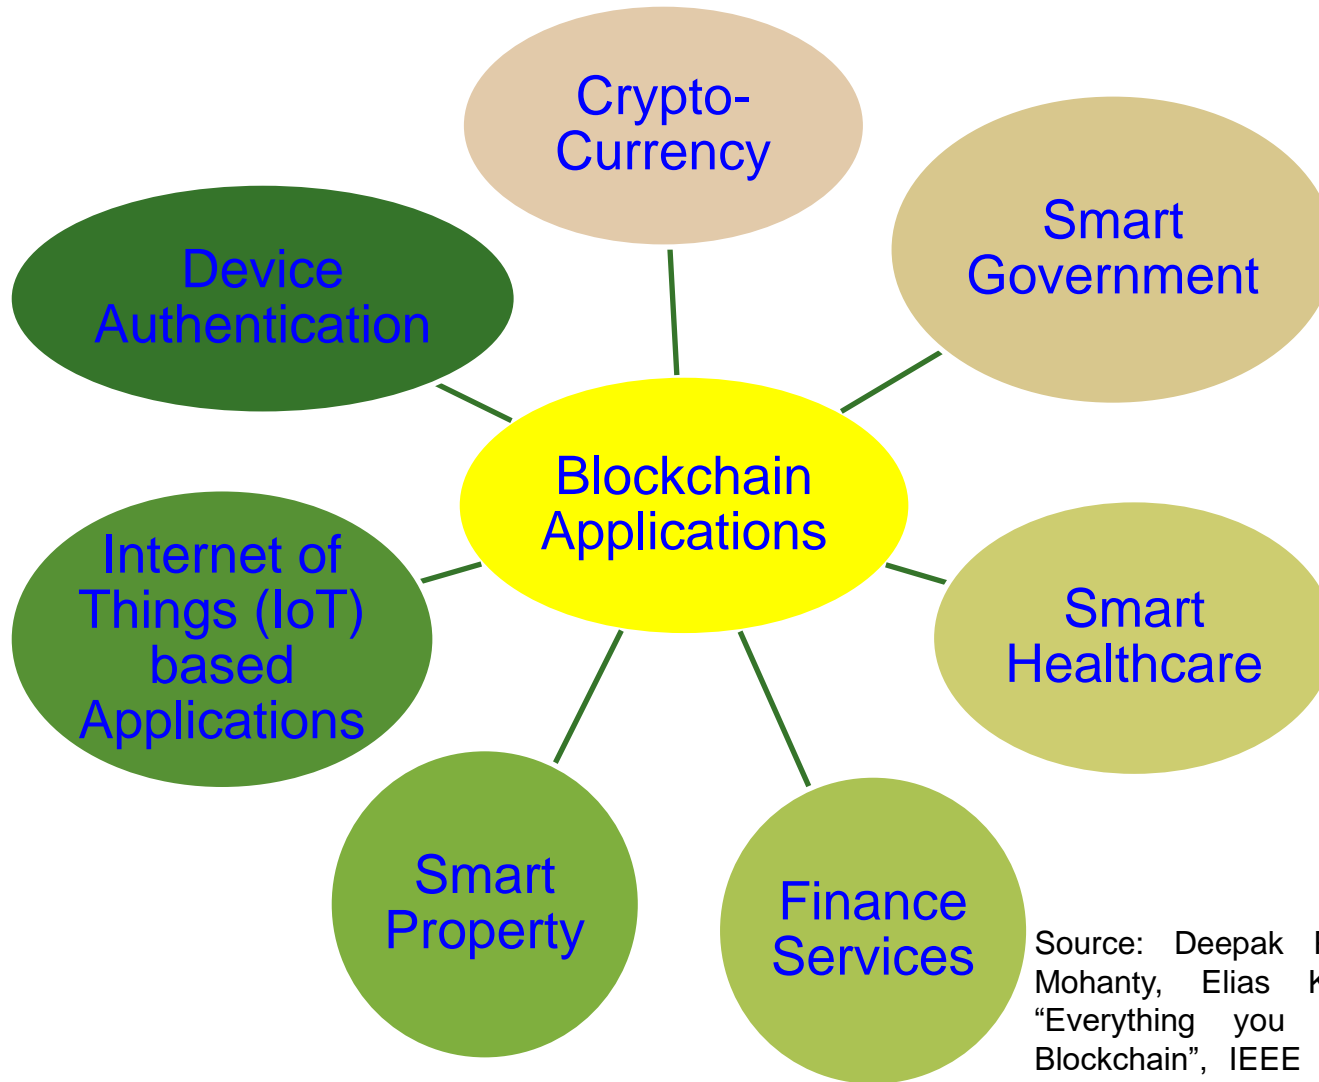 Crypto-
Currency
Smart
Government
Device
Authentication
Blockchain
Applications
Internet of
Things (IoT)
based
Applications
Smart
Healthcare
Smart
Property
Finance
Services
Source: Deepak
Mohanty, Elias
“Everything you
Blockchain”, IEEE